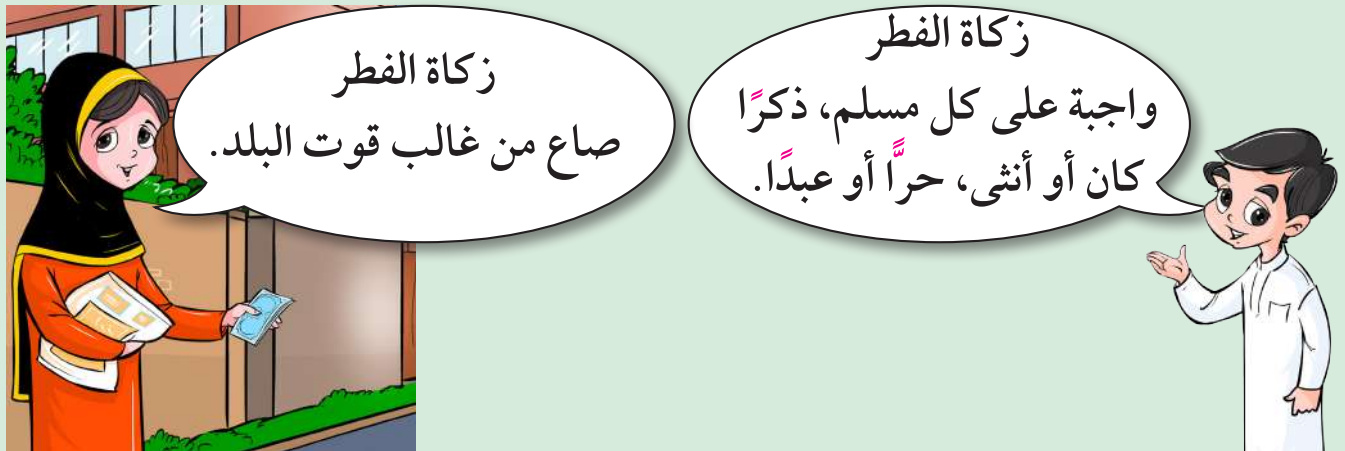 زكاة الفطر
واجبة على كل مسلم، ذكرًا
كان أو أنثى، حرًّا أو عبدًا.
زكاة الفطر
صاع من غالب قوت البلد.